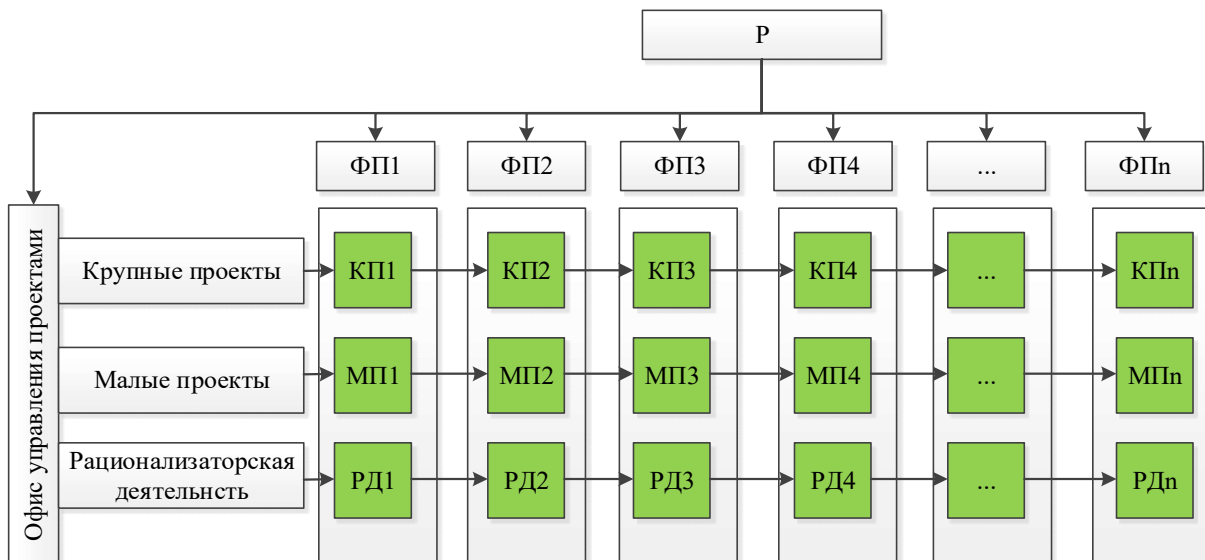 Р
ФП1
ФП2
ФП3
ФП4
...
ФПn
Офис управления проектами
Крупные проекты
КП1
КП2
КП3
КП4
...
КПn
Малые проекты
МП1
МП2
МП3
МП4
...
МПn
Рационализаторская
деятельнсть
РД1
РД2
РД3
РД4
...
РДn